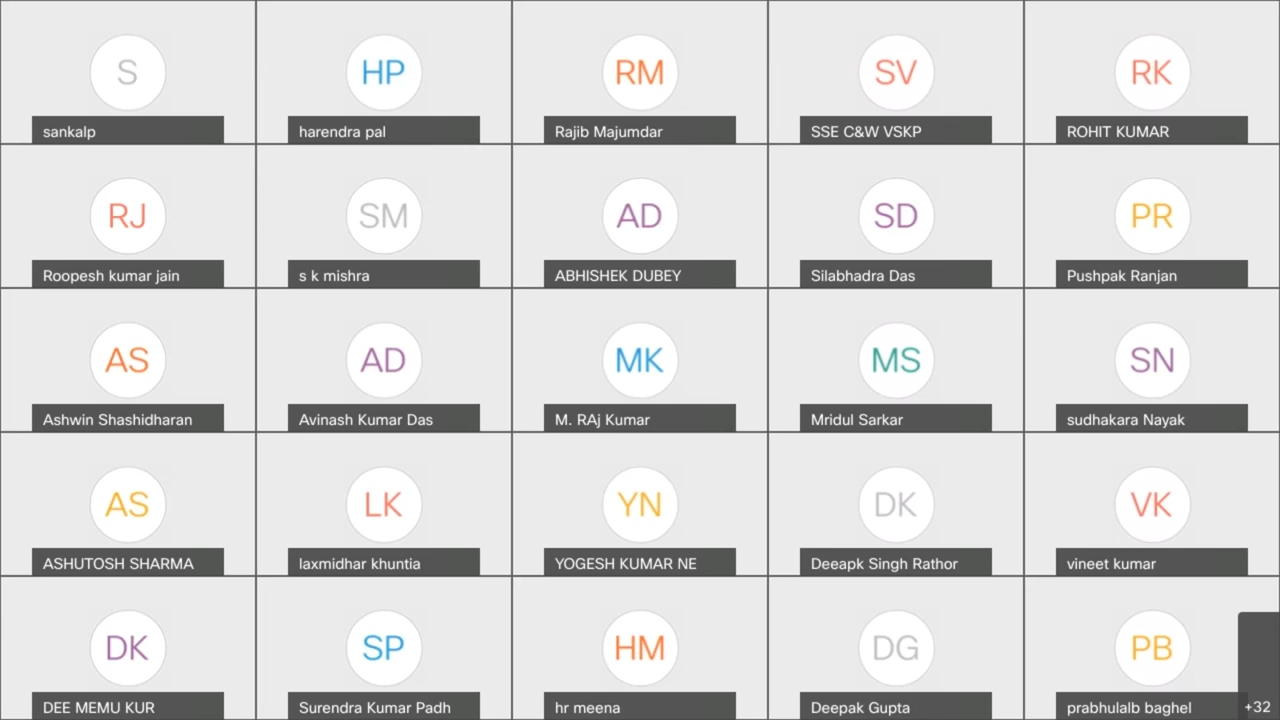 S
HP
RM
SV
RK
sankalp
harendra pal
Rajib Majumdar
SSE C&W VSKP
ROHIT KUMAR
RJ
SM
AD
SD
PR
Roopesh kumar jain
s k mishra
ABHISHEK DUBEY
Silabhadra Das
Pushpak Ranjan
AS
AD
MK
MS
SN
Ashwin Shashidharan
Avinash Kumar Das
M. RAj Kumar
Mridul Sarkar
sudhakara Nayak
AS
LK
YN
DK
VK
ASHUTOSH SHARMA
laxmidhar khuntia
YOGESH KUMAR NE
Deeapk Singh Rathor
vineet kumar
DK
SP
HM
DG
PB
DEE MEMU KUR
Surendra Kumar Padh
hr meena
Deepak Gupta
prabhulalb baghel
+32